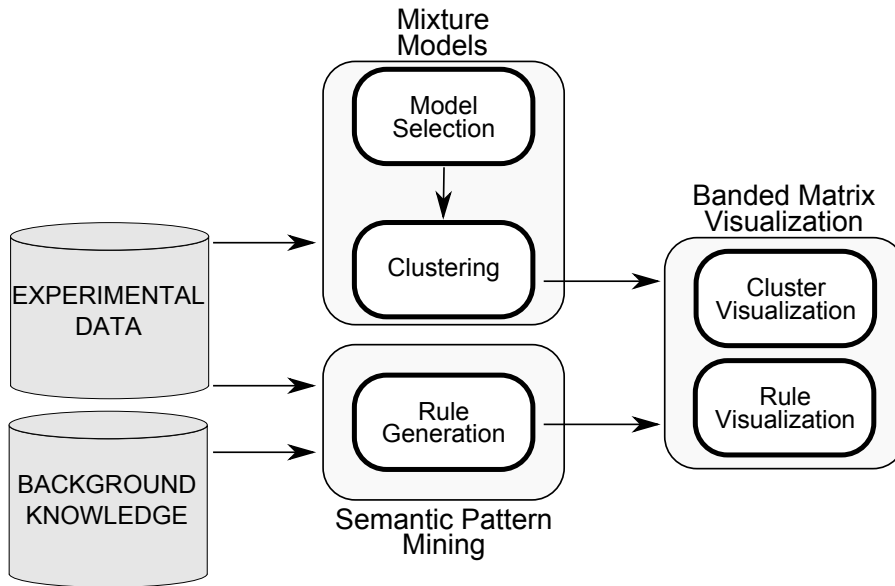 Mixture
Models
Model
Selection
Clustering
EXPERIMENTAL
DATA
BACKGROUND
KNOWLEDGE
Rule
Generation
Semantic Pattern
Mining
Banded Matrix
Visualization
Cluster
Visualization
Rule
Visualization